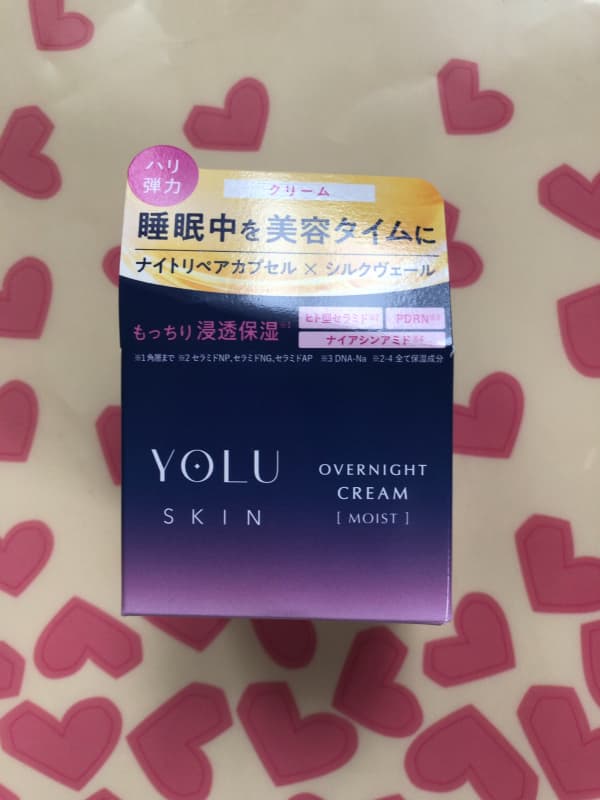 ハリ
弾力
クリーム
睡眠中を美容タイムに
ナイトリペアカプセル × シルクヴェール
もっちり浸透保湿※1
ヒト型セラミド※2
PDRN※3
ナイアシンアミド※4
※1 角層まで ※2 セラミドNP,セラミドNG,セラミドAP ※3 DNA-Na ※2-4 全て保湿成分
YOLU
SKIN
OVERNIGHT
CREAM
[ MOIST ]